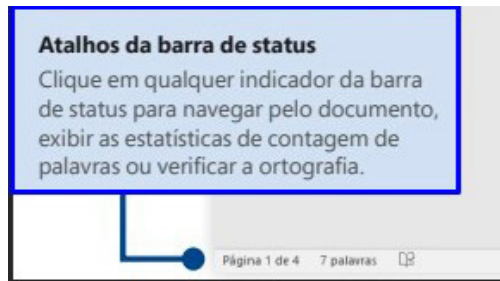 Atalhos da barra de status
Clique em qualquer indicador da barra
de status para navegar pelo documento,
exibir as estatísticas de contagem de
palavras ou verificar a ortografia.
Página 1 de 4 7 palavras